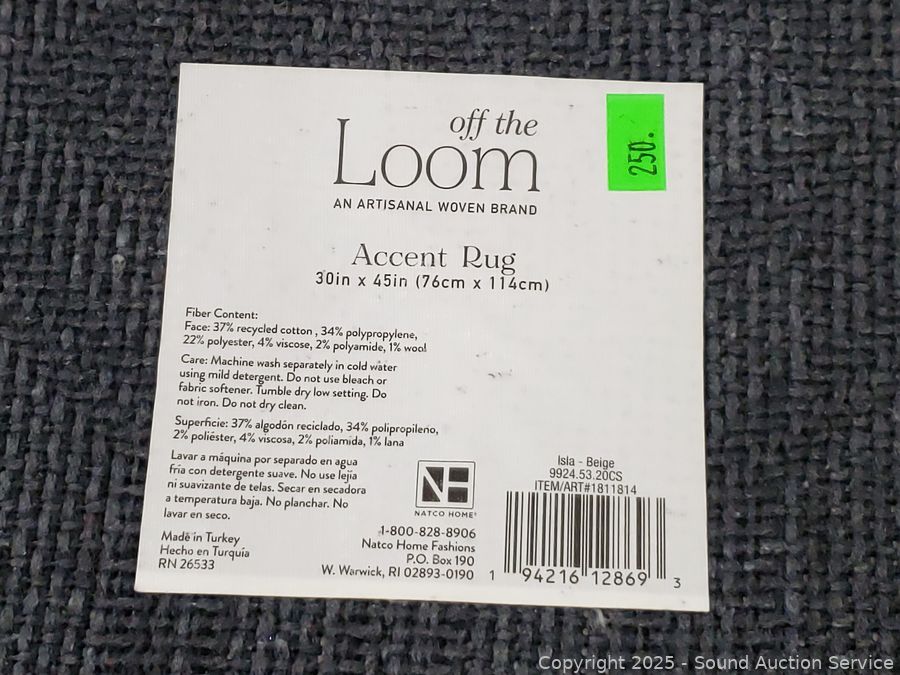 off the
Loom
AN ARTISANAL WOVEN BRAND
250.
Accent Rug
30in x 45in (76cm x 114cm)
Fiber Content:
Face: 37% recycled cotton , 34% polypropylene,
22% polyester, 4% viscose, 2% polyamide, 1% wool
Care: Machine wash separately in cold water
using mild detergent. Do not use bleach or
fabric softener. Tumble dry low setting. Do
not iron. Do not dry clean.
Superficie: 37% algodón reciclado, 34% polipropileno,
2% poliéster, 4% viscosa, 2% poliamida, 1% lana
Lavar a máquina por separado en agua
fría con detergente suave. No use lejía
ni suavizante de telas. Secar en secadora
a temperatura baja. No planchar. No
lavar en seco.
Made in Turkey
Hecho en Turquía
RN 26533
NH
NATCO HOME®
1-800-828-8906
Natco Home Fashions
P.O. Box 190
W. Warwick, RI 02893-0190
Isla - Beige
9924.53.20CS
ITEM/ART#1811814
1 94216 12869 3
Copyright 2025 - Sound Auction Service